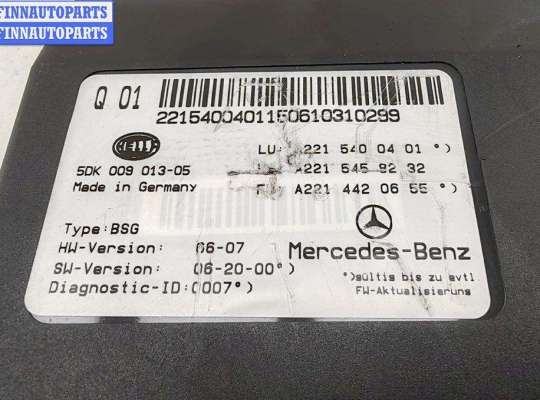 FINNAUTOPARTS
FINNAUTOPARTS
Q 01
2215400401150610310299
HELLA
LU A221 540 04 01 °)
5DK 009 013-05
A221 545 82 32
Made in Germany
A221 442 06 55 °)
Type: BSG
HW-Version: 06-07
SW-Version: 06-20-00°)
Diagnostic-ID: 0007°)
Mercedes-Benz
°)gültig bis zu evtl.
FW-Aktualisierung